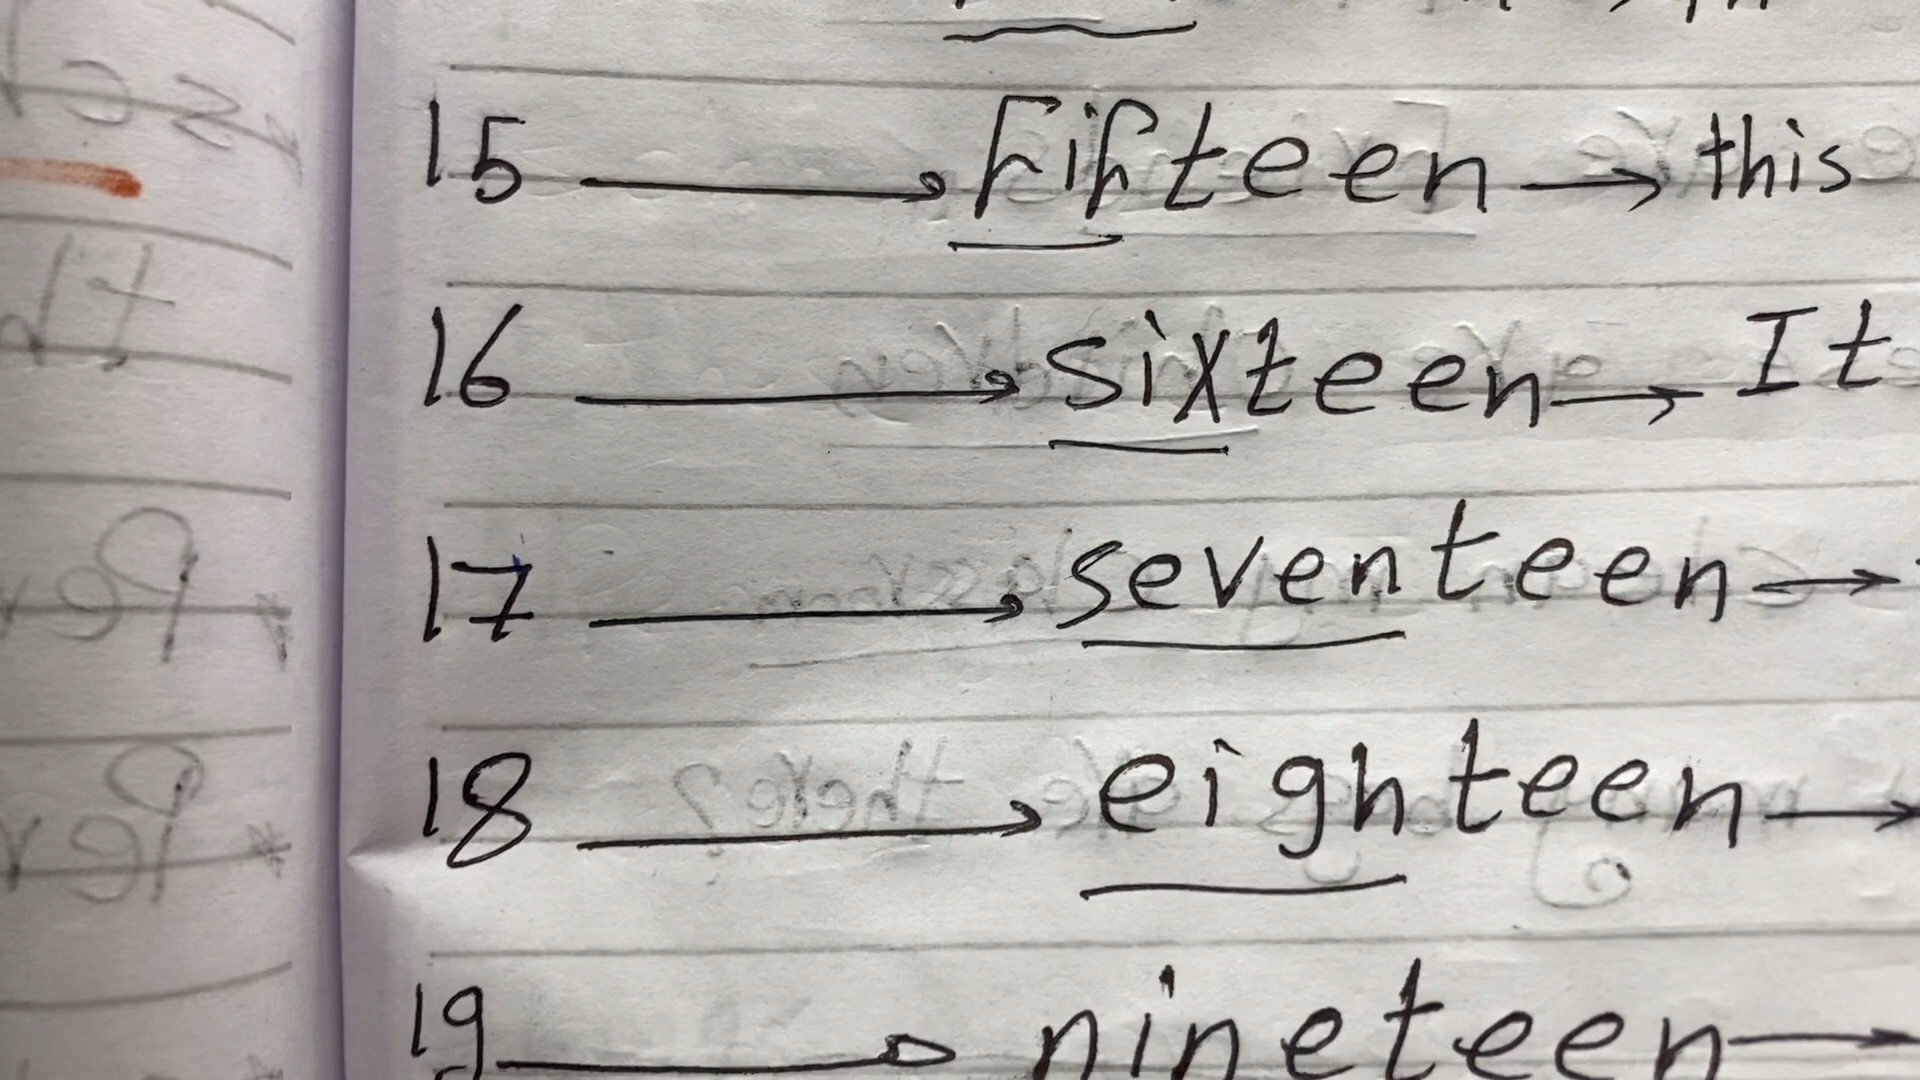 15 → Fifteen → this
16 → sixteen → It
17 → seventeen →
18 → eighteen →
19 → nineteen →